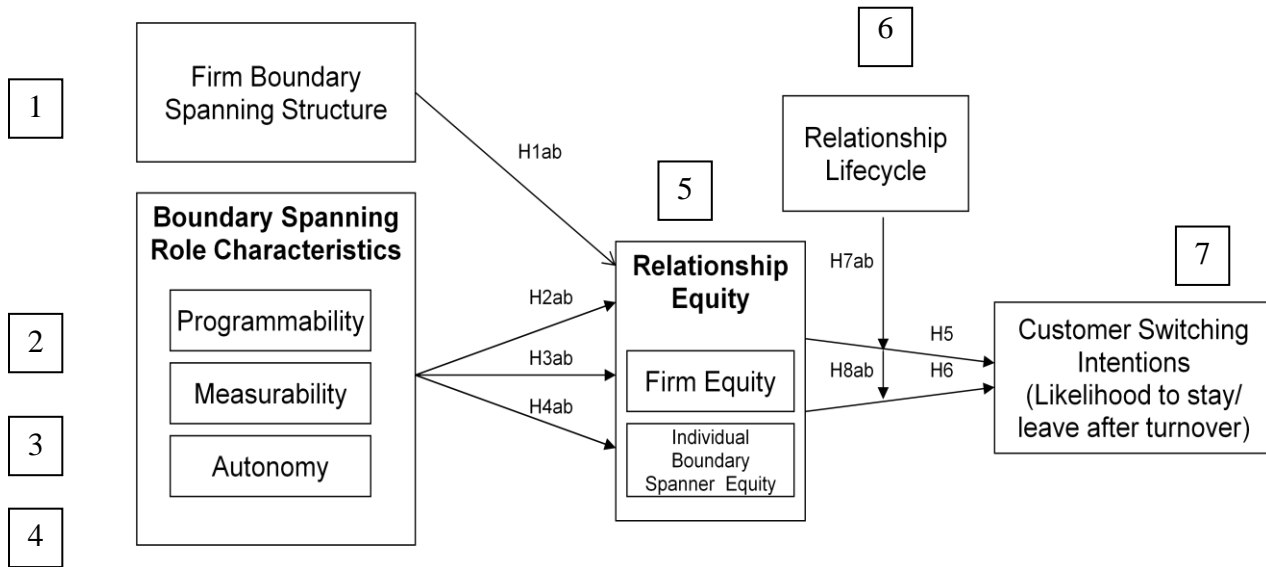 6
Firm Boundary
Spanning Structure
1
Relationship
Lifecycle
H1ab
5
Boundary Spanning
Role Characteristics
7
Relationship
Equity
H7ab
H2ab
Programmability
2
Customer Switching
Intentions
(Likelihood to stay/
leave after turnover)
H5
H3ab
H8ab
H6
Firm Equity
Measurability
H4ab
3
Individual
Boundary
Spanner Equity
Autonomy
4